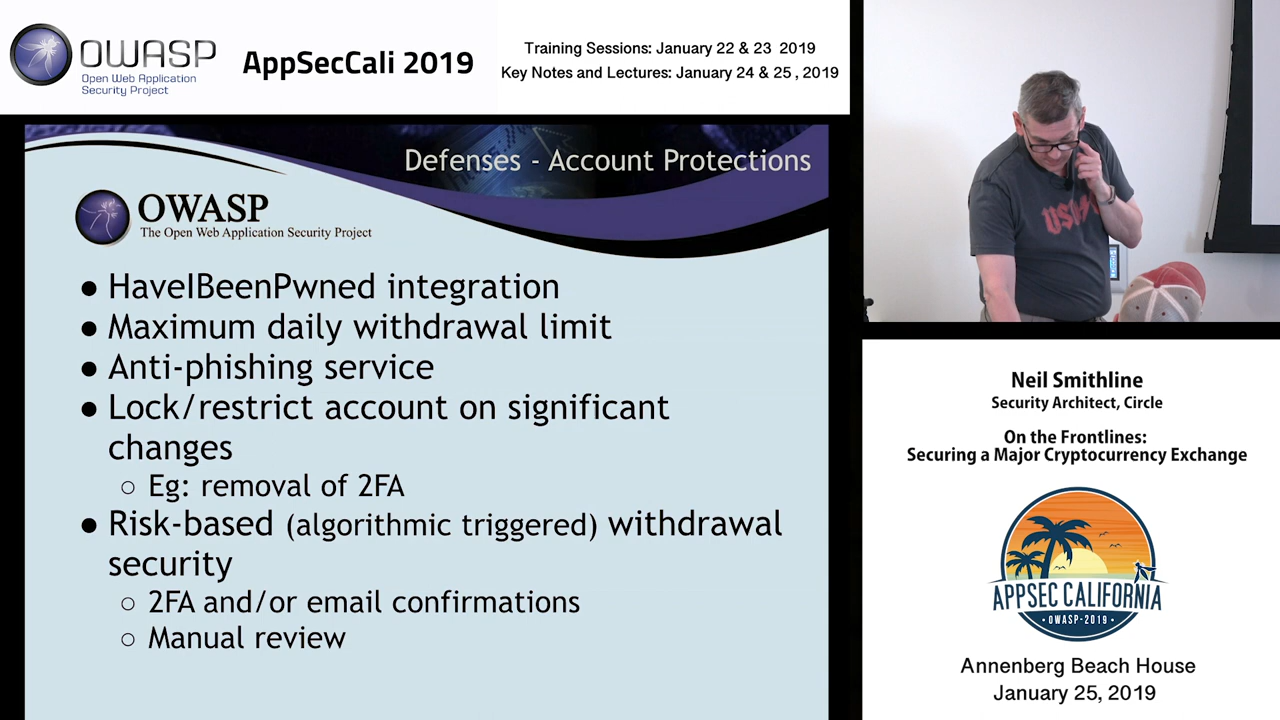 OWASP
Open Web Application
Security Project
AppSecCali 2019
Training Sessions: January 22 & 23 2019
Key Notes and Lectures: January 24 & 25 , 2019
Defenses - Account Protections
OWASP
The Open Web Application Security Project
● HaveIBeenPwned integration
● Maximum daily withdrawal limit
● Anti-phishing service
● Lock/restrict account on significant
changes
○ Eg: removal of 2FA
● Risk-based (algorithmic triggered) withdrawal
security
○ 2FA and/or email confirmations
○ Manual review
Neil Smithline
Security Architect, Circle
On the Frontlines:
Securing a Major Cryptocurrency Exchange
APPSEC CALIFORNIA
• OWASP-2019 •
Annenberg Beach House
January 25, 2019